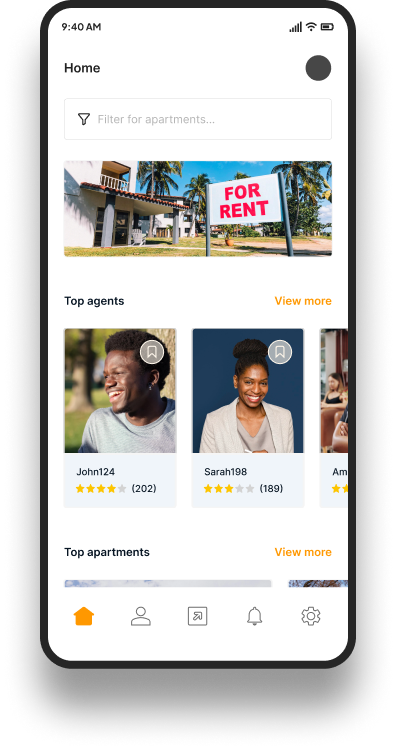 9:40 AM
Home
Filter for apartments...
FOR
RENT
Top agents
View more
John124
(202)
Sarah198
(189)
Am
Top apartments
View more